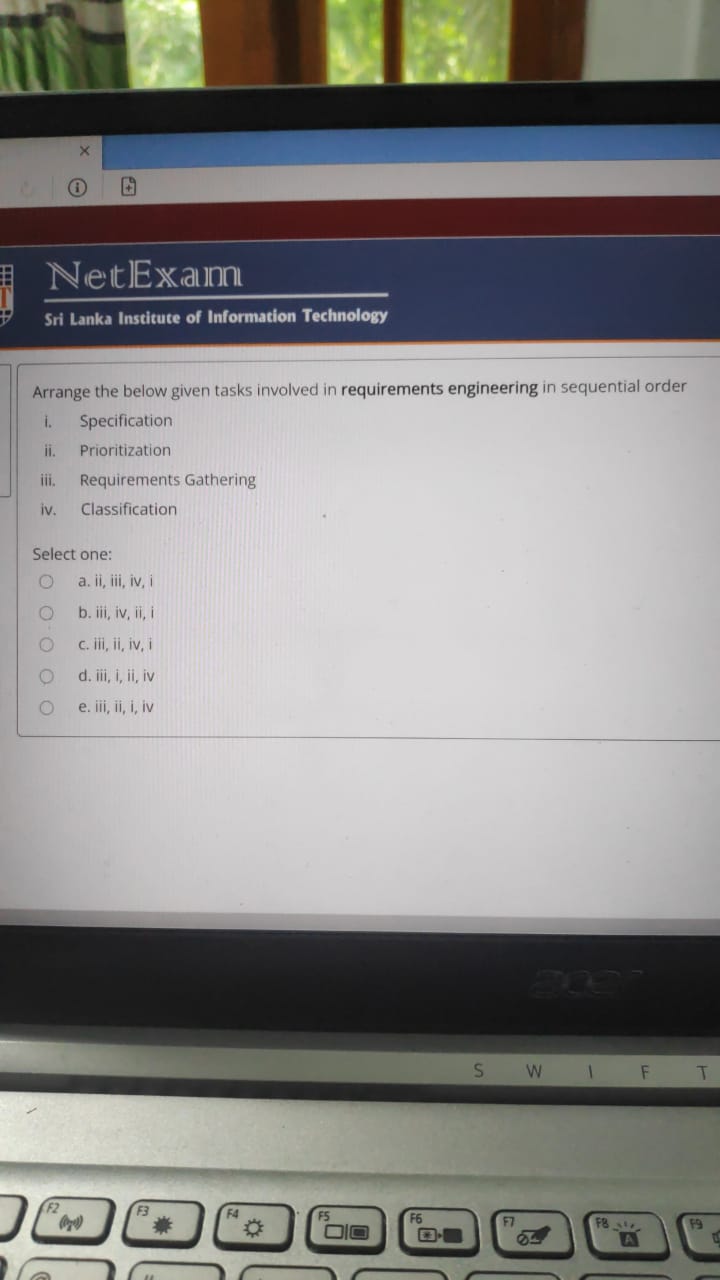 NetExam
Sri Lanka Institute of Information Technology
Arrange the below given tasks involved in requirements engineering in sequential order
i. Specification
ii. Prioritization
iii. Requirements Gathering
iv. Classification
Select one:
a. ii, iii, iv, i
b. iii, iv, ii, i
c. iii, ii, iv, i
d. iii, i, ii, iv
e. iii, ii, i, iv
acer
S W I F T
F2 F3 F4 F5 F6 F7 F8 F9
A